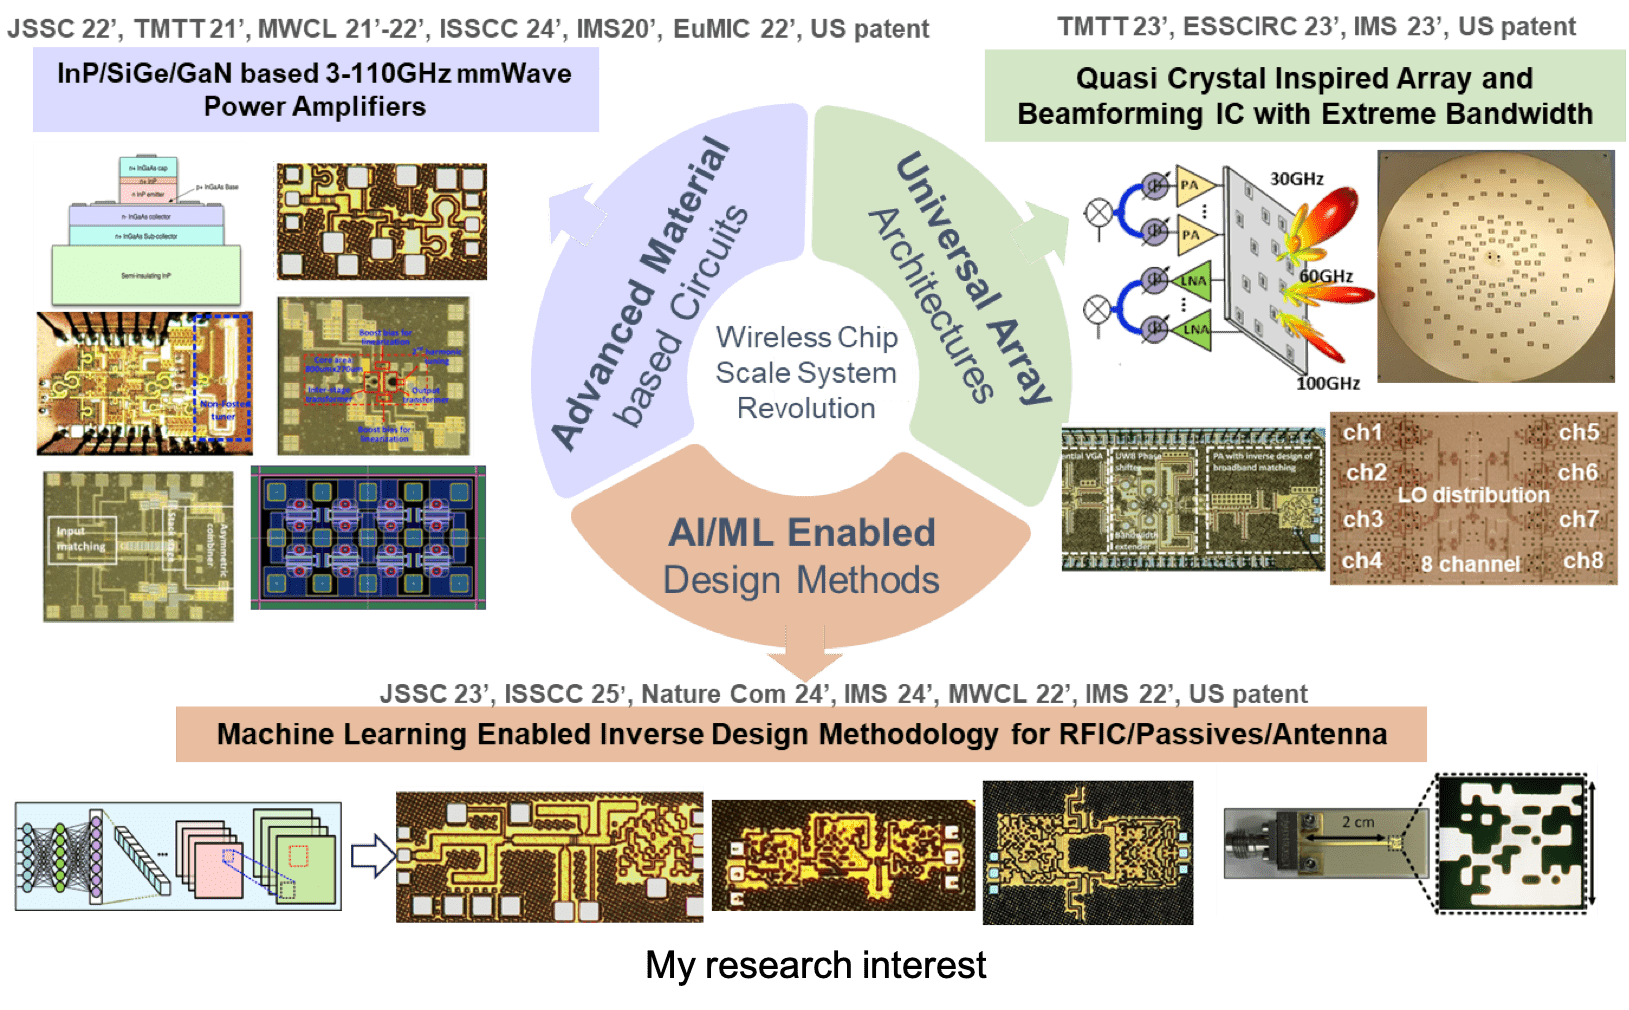 JSSC 22’, TMTT 21’, MWCL 21’-22’, ISSCC 24’, IMS20’, EuMIC 22’, US patent
InP/SiGe/GaN based 3-110GHz mmWave
Power Amplifiers
n+ InGaAs cap
n+ InP
n InP emitter
p+ InGaAs Base
n- InGaAs collector
n+ InGaAs Sub-collector
Semi-insulating InP
Non-Foster
tuner
Boost bias for
linearization
2nd harmonic
tuning
Core area
Inter-stage
transformer
Output
transformer
Boost bias for
linearization
Input
matching
Asymmetric
combiner
Advanced Material
based Circuits
Universal Array
Architectures
Wireless Chip
Scale System
Revolution
AI/ML Enabled
Design Methods
TMTT 23’, ESSCIRC 23’, IMS 23’, US patent
Quasi Crystal Inspired Array and
Beamforming IC with Extreme Bandwidth
PA
PA
LNA
LNA
30GHz
60GHz
100GHz
ential VGA
UWB Phase
shifter
PA with inverse design of
broadband matching
Bandwidth
extender
ch1
ch2
ch3
ch4
ch5
ch6
ch7
ch8
LO distribution
8 channel
JSSC 23’, ISSCC 25’, Nature Com 24’, IMS 24’, MWCL 22’, IMS 22’, US patent
Machine Learning Enabled Inverse Design Methodology for RFIC/Passives/Antenna
2 cm
My research interest